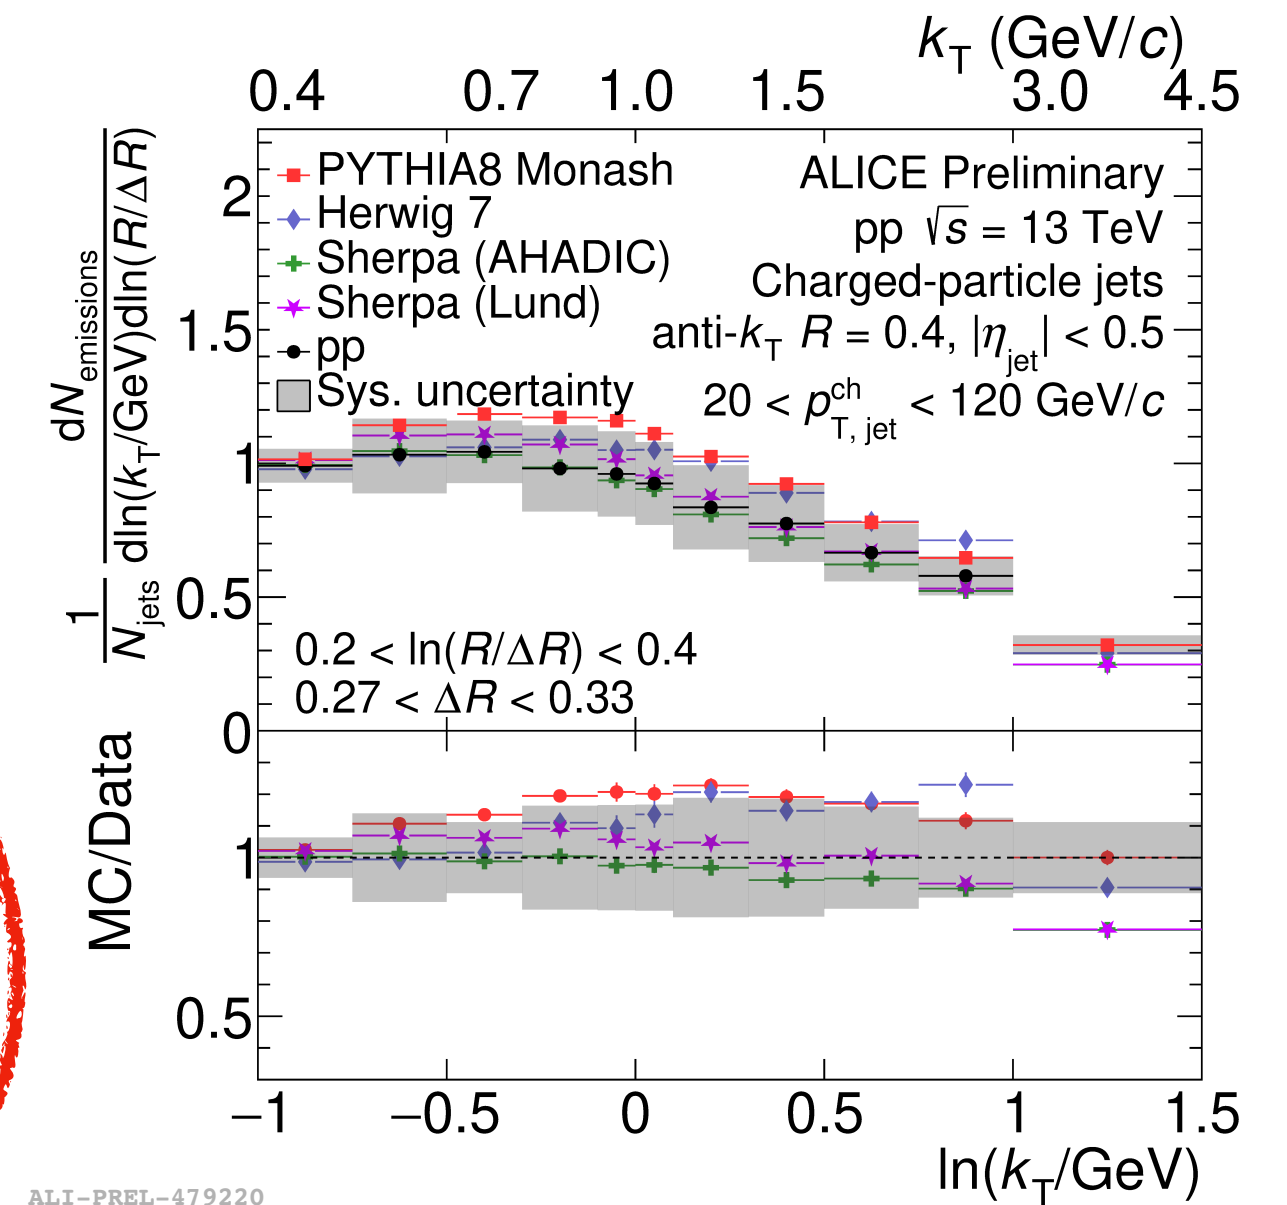 k_T (GeV/c)
0.4 0.7 1.0 1.5 3.0 4.5
1/N_jets dN_emissions/dln(k_T/GeV)dln(R/ΔR)
2
1.5
1
0.5
0
PYTHIA8 Monash
Herwig 7
Sherpa (AHADIC)
Sherpa (Lund)
pp
Sys. uncertainty
ALICE Preliminary
pp √s = 13 TeV
Charged-particle jets
anti-k_T R = 0.4, |η_jet| < 0.5
20 < p_T, jet^ch < 120 GeV/c
0.2 < ln(R/ΔR) < 0.4
0.27 < ΔR < 0.33
MC/Data
1
0.5
−1 −0.5 0 0.5 1 1.5
ln(k_T/GeV)
ALI-PREL-479220